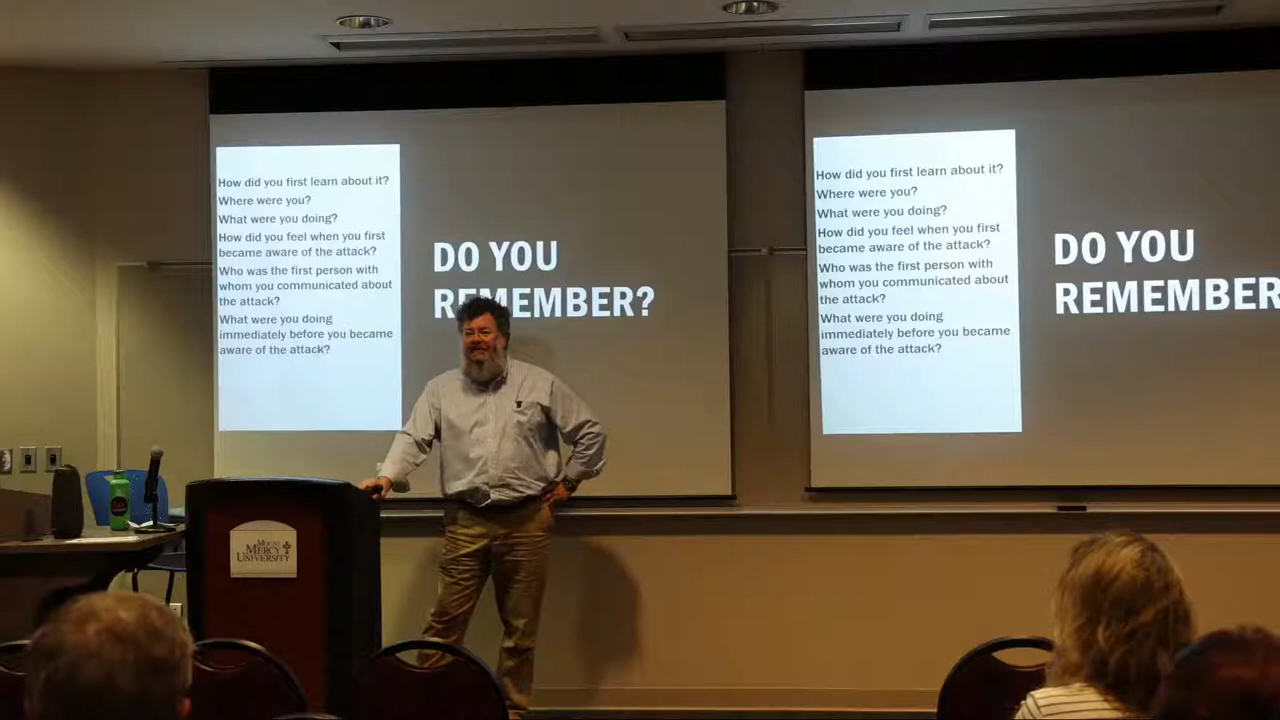 How did you first learn about it?
Where were you?
What were you doing?
How did you feel when you first
became aware of the attack?
Who was the first person with
whom you communicated about
the attack?
What were you doing
immediately before you became
aware of the attack?
DO YOU
REMEMBER?
How did you first learn about it?
Where were you?
What were you doing?
How did you feel when you first
became aware of the attack?
Who was the first person with
whom you communicated about
the attack?
What were you doing
immediately before you became
aware of the attack?
DO YOU
REMEMBER
MOUNT
MERCY
UNIVERSITY